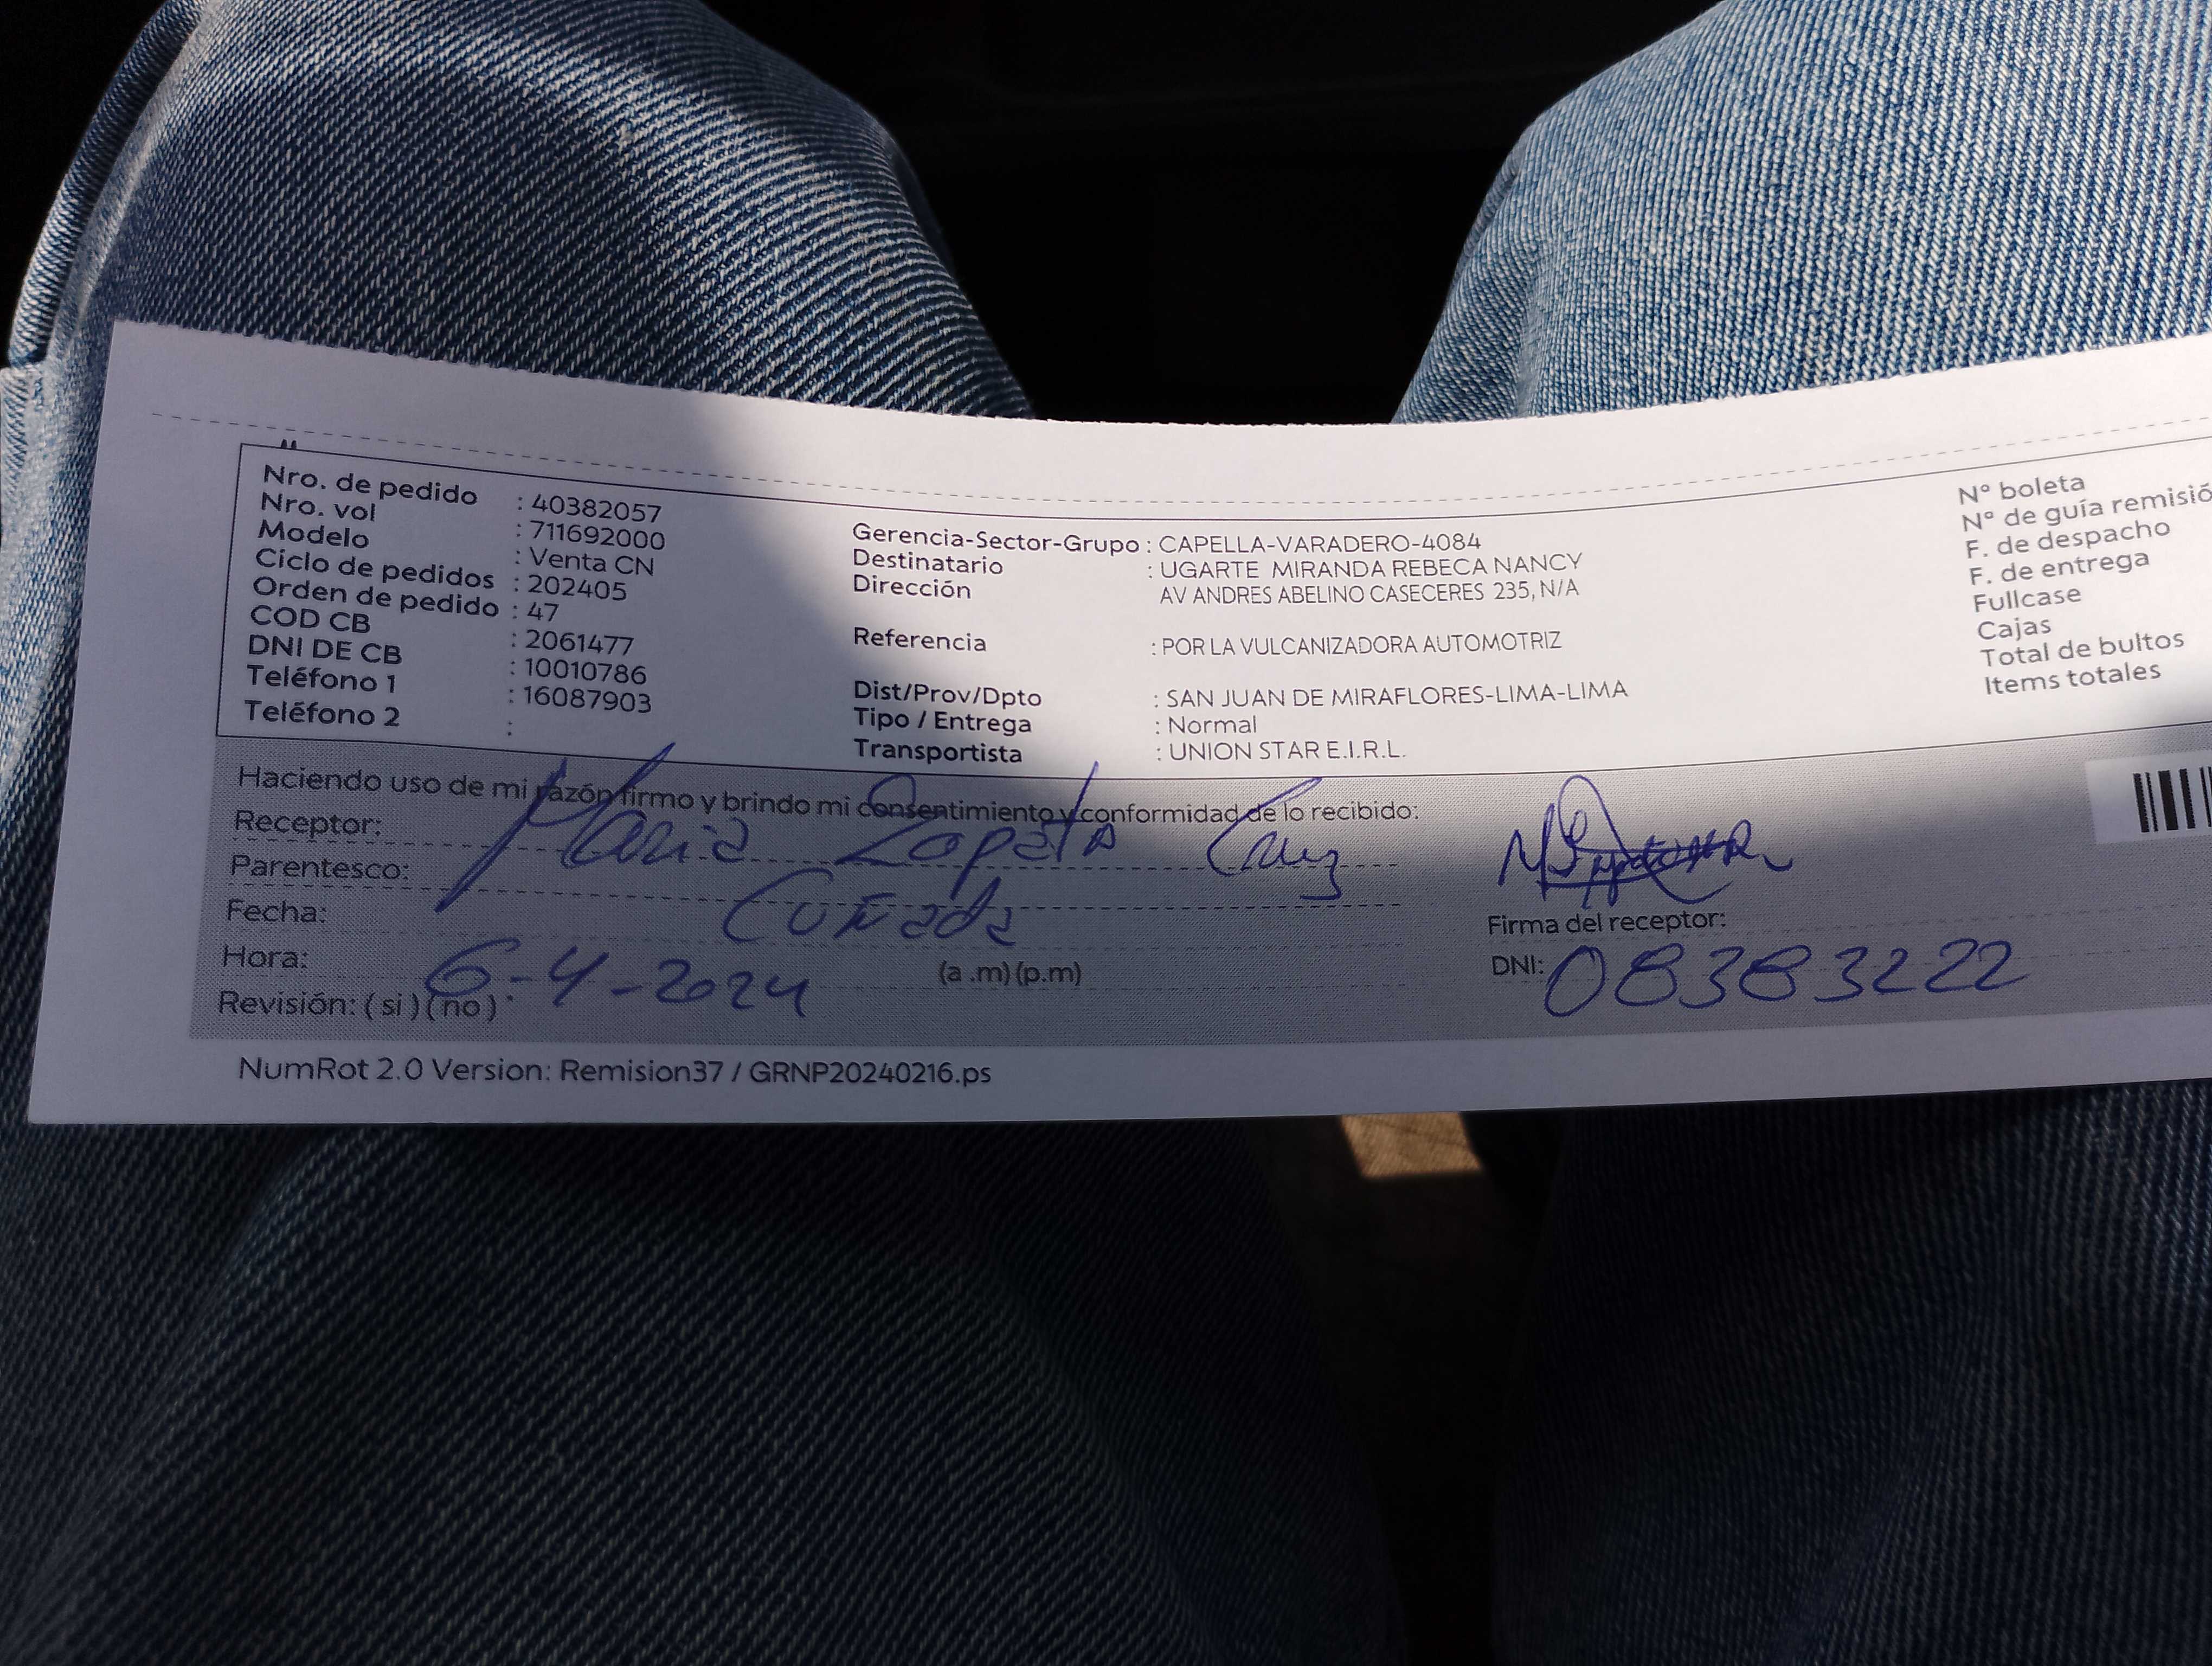 Nro. de pedido : 40382057
Nro. vol : 711692000
Modelo : Venta CN
Ciclo de pedidos : 202405
Orden de pedido : 47
COD CB : 2061477
DNI DE CB : 10010786
Teléfono 1 : 16087903
Teléfono 2 :
Gerencia-Sector-Grupo : CAPELLA-VARADERO-4084
Destinatario : UGARTE MIRANDA REBECA NANCY
Dirección AV ANDRES ABELINO CASECERES 235, N/A
Referencia : POR LA VULCANIZADORA AUTOMOTRIZ
Dist/Prov/Dpto : SAN JUAN DE MIRAFLORES-LIMA-LIMA
Tipo / Entrega : Normal
Transportista : UNION STAR E.I.R.L.
N° boleta
N° de guía remisió
F. de despacho
F. de entrega
Fullcase
Cajas
Total de bultos
Items totales
Haciendo uso de mi razón firmo y brindo mi consentimiento y conformidad de lo recibido:
Receptor: Maria Zapata Cruz
Parentesco: Cuñada
Fecha: 6-4-2024
Hora: (a .m) (p.m)
Revisión: ( si ) ( no )
Firma del receptor:
DNI: 08383222
NumRot 2.0 Version: Remision37 / GRNP20240216.ps